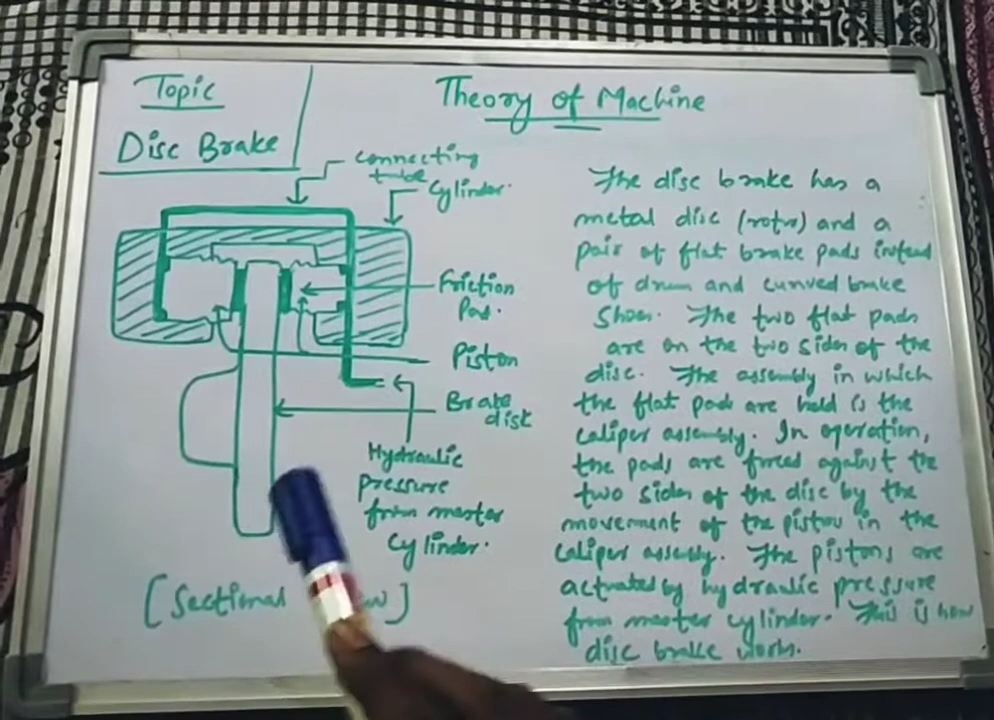 Topic
Disc Brake
Theory of Machine
connecting
tube
Cylinder.
Friction
Pad.
Piston
Brake
disk
Hydraulic
pressure
from master
cylinder.
[Sectional
The disc brake has a
metal disc (rotor) and a
pair of flat brake pads instead
of drum and curved brake
shoes. The two flat pads
are on the two sides of the
disc. The assembly in which
the flat pads are held is the
caliper assembly. In operation,
the pads are forced against the
two sides of the disc by the
movement of the pistons in the
caliper assembly. The pistons are
actuated by hydraulic pressure
from master cylinder. This is how
disc brake works.